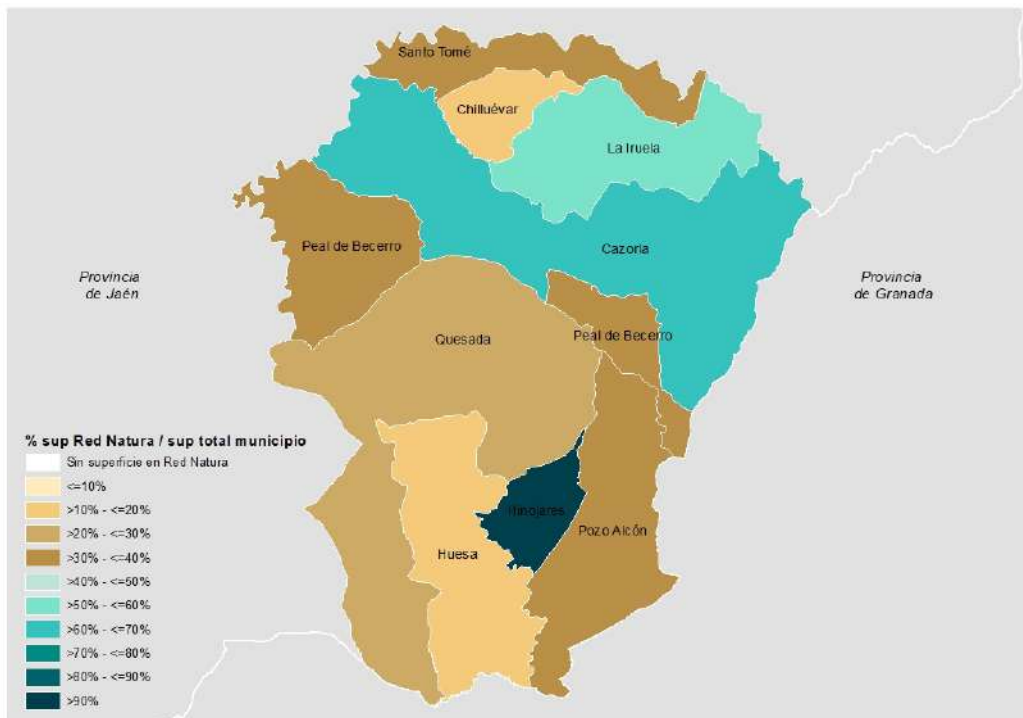 Santo Tomé
Chilluévar
La Iruela
Peal de Becerro
Cazorla
Provincia
de Jaén
Provincia
de Granada
Quesada
Peal de Becerro
Hinojares
Pozo Alcón
Huesa
% sup Red Natura / sup total municipio
Sin superficie en Red Natura
<=10%
>10% - <=20%
>20% - <=30%
>30% - <=40%
>40% - <=50%
>50% - <=60%
>60% - <=70%
>70% - <=80%
>80% - <=90%
>90%